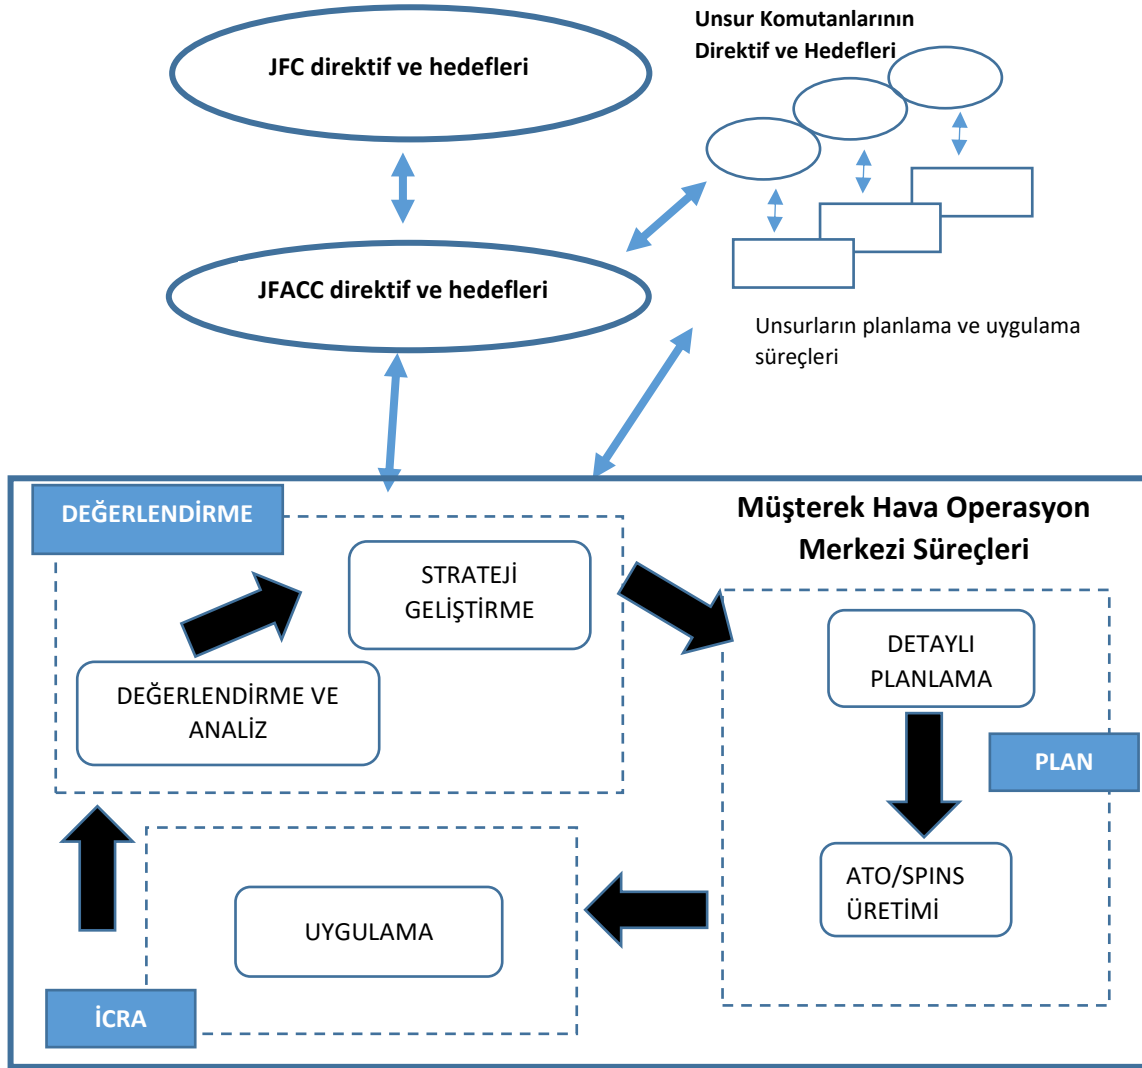 JFC direktif ve hedefleri
Unsur Komutanlarının
Direktif ve Hedefleri
JFACC direktif ve hedefleri
Unsurların planlama ve uygulama
süreçleri
Müşterek Hava Operasyon
Merkezi Süreçleri
DEĞERLENDİRME
STRATEJİ
GELİŞTİRME
DEĞERLENDİRME VE
ANALİZ
DETAYLI
PLANLAMA
PLAN
ATO/SPINS
ÜRETİMİ
UYGULAMA
İCRA